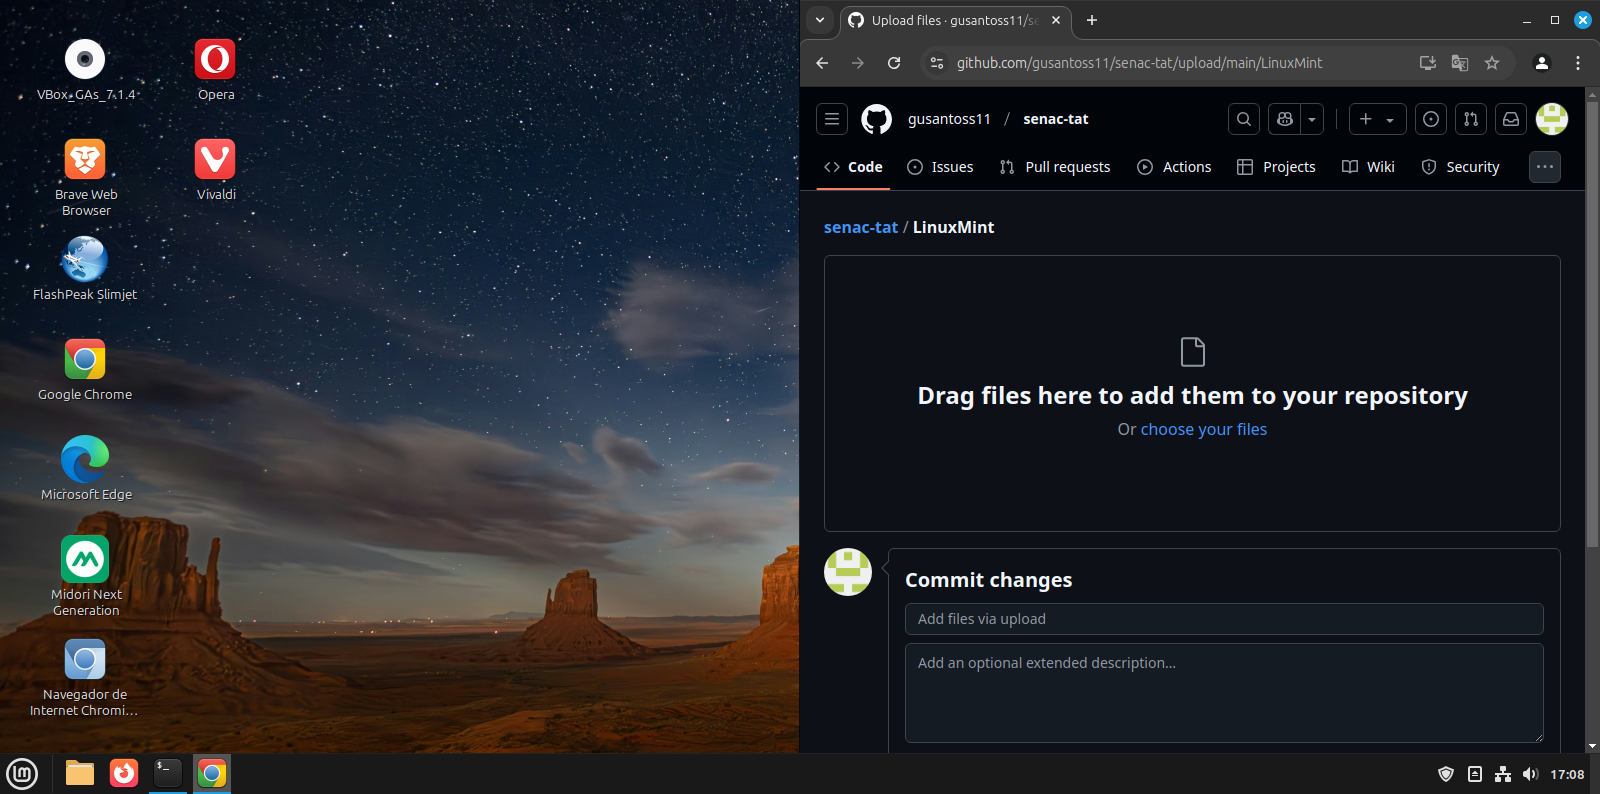 VBox_GAs_7.1.4
Opera
Brave Web
Browser
Vivaldi
FlashPeak Slimjet
Google Chrome
Microsoft Edge
Midori Next
Generation
Navegador de
Internet Chromi...
Upload files · gusantoss11/se
github.com/gusantoss11/senac-tat/upload/main/LinuxMint
gusantoss11 / senac-tat
Code
Issues
Pull requests
Actions
Projects
Wiki
Security
senac-tat / LinuxMint
Drag files here to add them to your repository
Or choose your files
Commit changes
Add files via upload
Add an optional extended description...
17:08